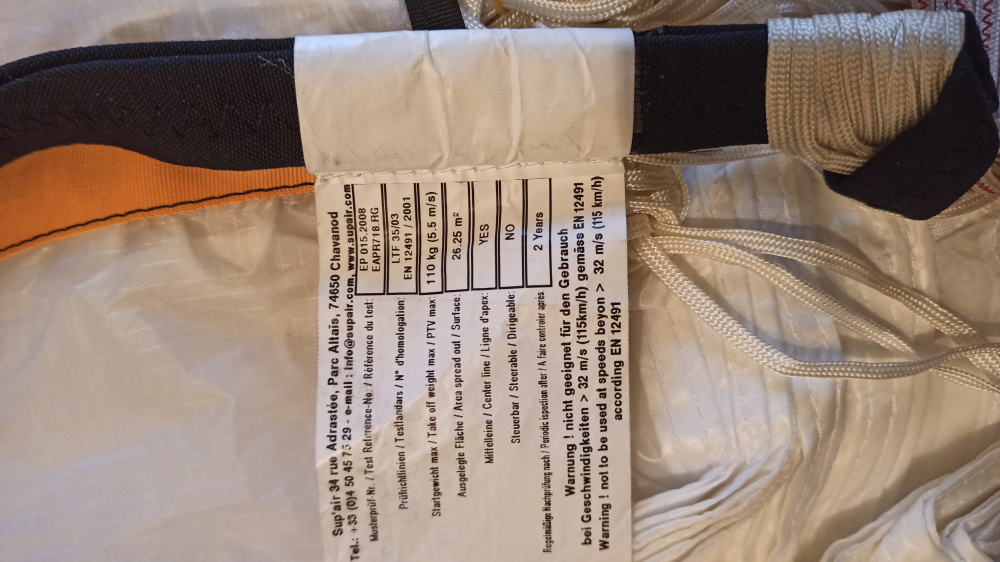 Sup'air 34 rue Adrastée, Parc Altais, 74650 Chavanod
Tel.: +33 (0)4 50 45 75 29 - e-mail : info@supair.com, www.supair.com
Musterprüf-Nr. / Test Reference-No. / Référence du test: EP 015.2008
EAPR718.RG
Prüfrichtlinien / Testlandars / N° d'homologation: LTF 35/03
EN 12491 / 2001
Startgewicht max / Take off weight max / PTV max: 110 kg (5.5 m/s)
Ausgelegte Fläche / Area spread out / Surface: 26.25 m²
Mittelleine / Center line / Ligne d'apex: YES
Steuerbar / Steerable / Dirigeable: NO
Regelmäßige Nachprüfung nach / Periodic ispection after / A faire controler après 2 Years
Warnung ! nicht geeignet für den Gebrauch
bei Geschwindigkeiten > 32 m/s (115km/h) gemäss EN 12491
Warning ! not to be used at speeds beyon > 32 m/s (115 km/h)
according EN 12491